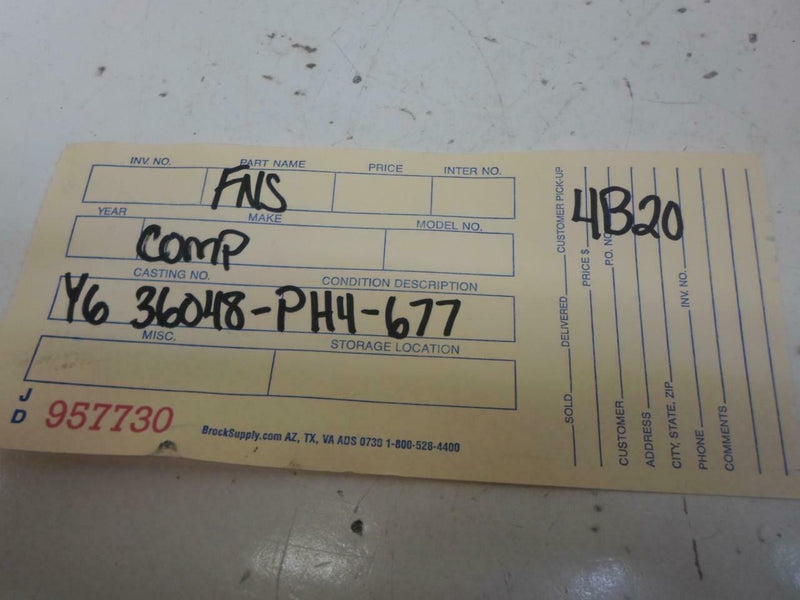 INV. NO. PART NAME PRICE INTER NO.
FNS
YEAR MAKE MODEL NO.
COMP
CASTING NO. CONDITION DESCRIPTION
Y6 36048-PH4-677
MISC. STORAGE LOCATION
J D 957730
BrockSupply.com AZ, TX, VA ADS 0730 1-800-528-4400
4B20
SOLD DELIVERED CUSTOMER PICK-UP
PRICE $
CUSTOMER P.O. NO.
ADDRESS
CITY, STATE, ZIP INV. NO.
PHONE
COMMENTS